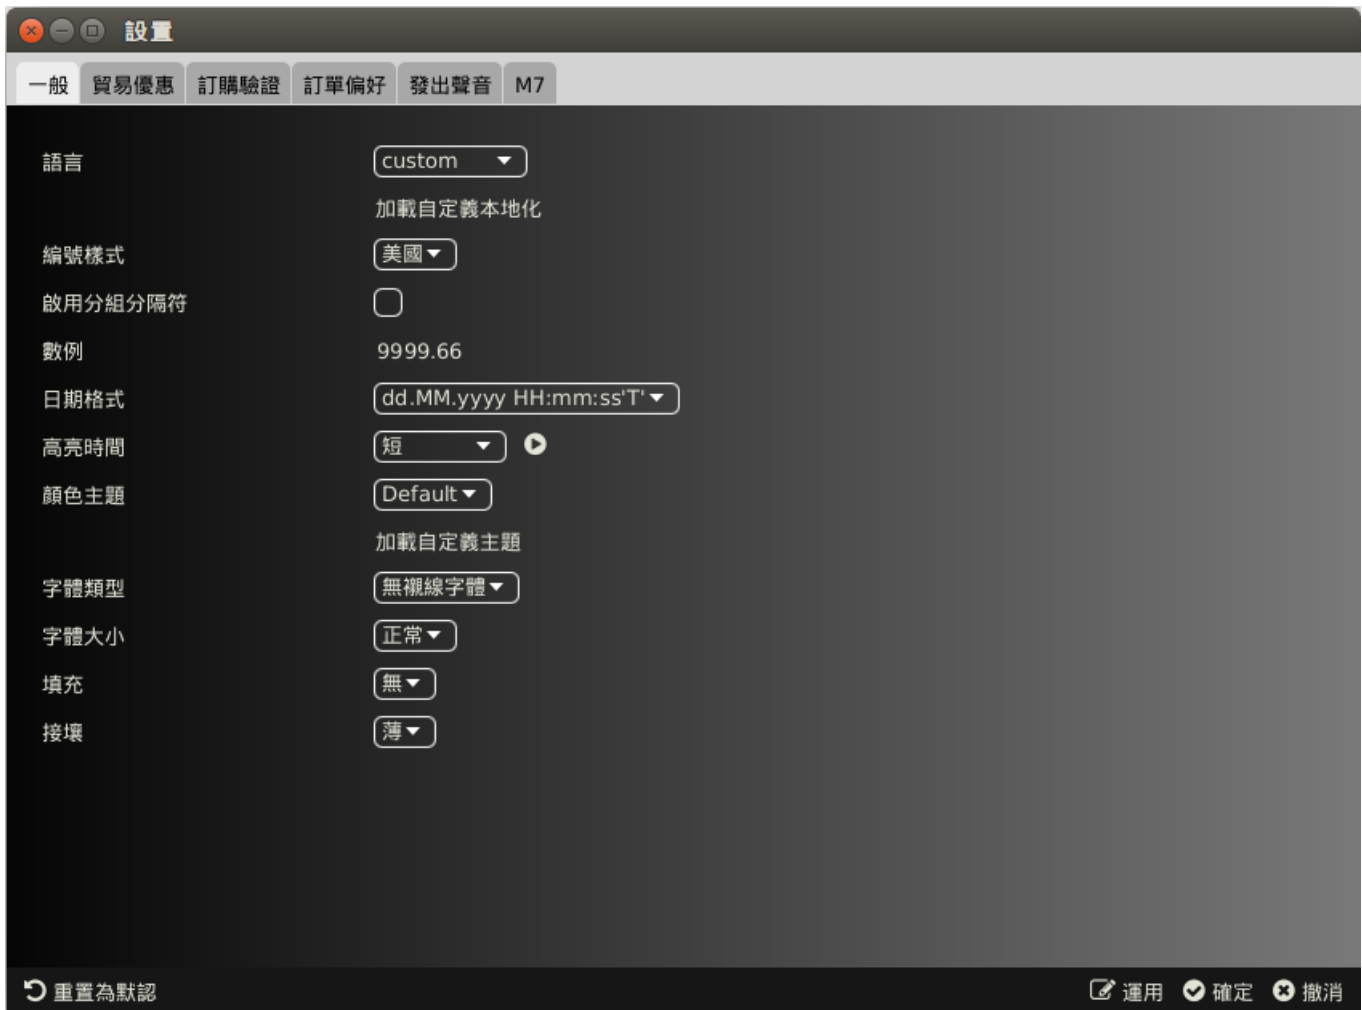 設置
一般 貿易優惠 訂購驗證 訂單偏好 發出聲音 M7
語言 custom
加載自定義本地化
編號樣式 美國
啟用分組分隔符
數例 9999.66
日期格式 dd.MM.yyyy HH:mm:ss'T'
高亮時間 短
顏色主題 Default
加載自定義主題
字體類型 無襯線字體
字體大小 正常
填充 無
接壤 薄
重置為默認 運用 確定 撤消